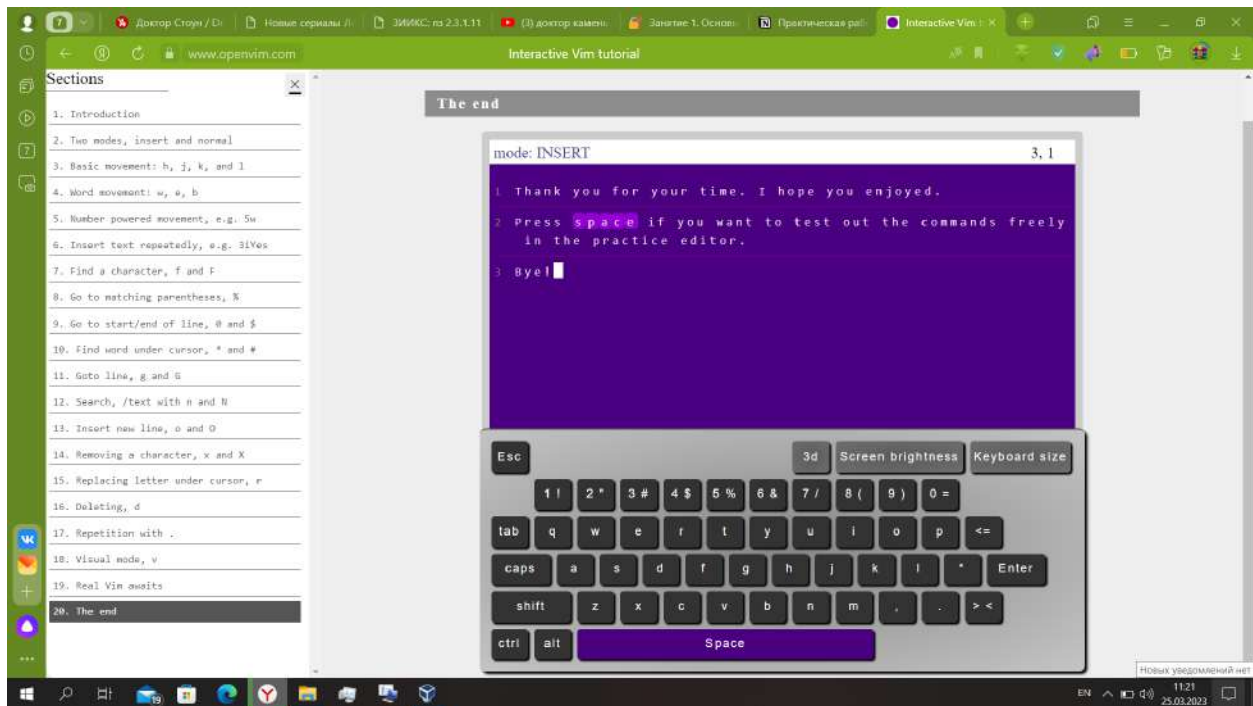 7
Доктор Стоун / Dr
Новые сериалы Л
ЗИИКС: пз 2.3.1.11
(3) доктор камень
Занятие 1. Основы
Практическая раб
Interactive Vim t
www.openvim.com
Interactive Vim tutorial
Sections
1. Introduction
2. Two modes, insert and normal
3. Basic movement: h, j, k, and l
4. Word movement: w, e, b
5. Number powered movement, e.g. 5w
6. Insert text repeatedly, e.g. 3iYes
7. Find a character, f and F
8. Go to matching parentheses, %
9. Go to start/end of line, 0 and $
10. Find word under cursor, * and #
11. Goto line, g and G
12. Search, /text with n and N
13. Insert new line, o and O
14. Removing a character, x and X
15. Replacing letter under cursor, r
16. Deleting, d
17. Repetition with .
18. Visual mode, v
19. Real Vim awaits
20. The end
The end
mode: INSERT 3, 1
1 Thank you for your time. I hope you enjoyed.
2 Press space if you want to test out the commands freely
in the practice editor.
3 Bye!
Esc 3d Screen brightness Keyboard size
1 ! 2 " 3 # 4 $ 5 % 6 & 7 / 8 ( 9 ) 0 =
tab q w e r t y u i o p <=
caps a s d f g h j k l * Enter
shift z x c v b n m , . > <
ctrl alt Space
Новых уведомлений нет
19
EN
11:21
25.03.2023